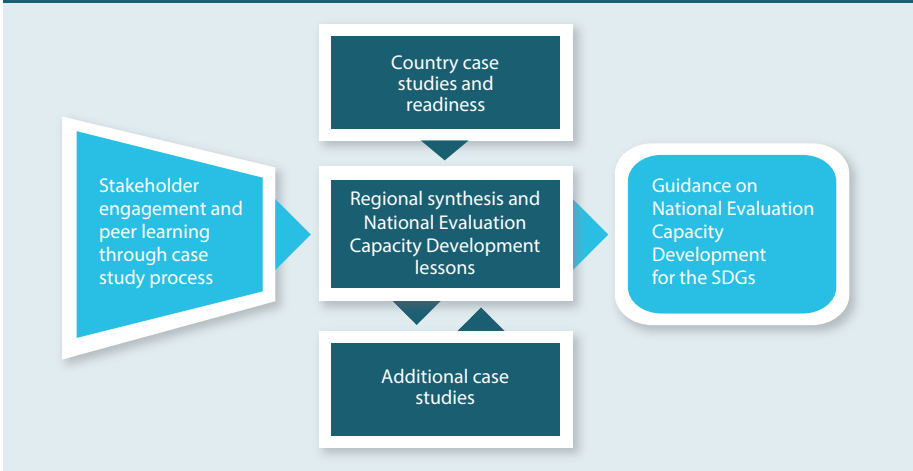 Country case
studies and
readiness
Stakeholder
engagement and
peer learning
through case
study process
Regional synthesis and
National Evaluation
Capacity Development
lessons
Guidance on
National Evaluation
Capacity
Development
for the SDGs
Additional case
studies